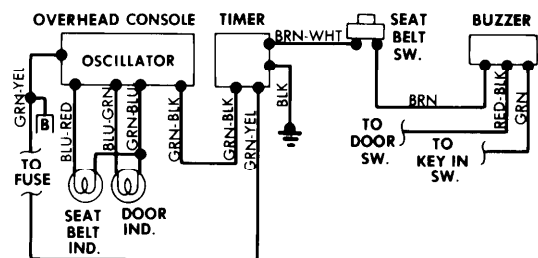 OVERHEAD CONSOLE
TIMER
SEAT
BELT
SW.
BUZZER
OSCILLATOR
BRN-WHT
GRN-YEL
B
BLU-RED
BLU-GRN
GRN-BLU
GRN-BLK
GRN-BLK
GRN-YEL
BLK
BRN
RED-BLK
GRN
TO
FUSE
TO
DOOR
SW.
TO
KEY IN
SW.
SEAT
BELT
IND.
DOOR
IND.